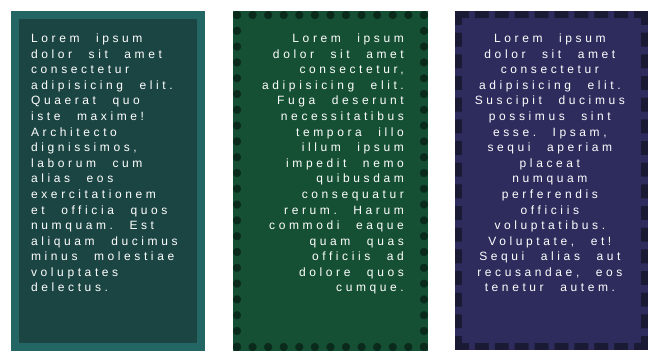 Lorem ipsum
dolor sit amet
consectetur
adipisicing elit.
Quaerat quo
iste maxime!
Architecto
dignissimos,
laborum cum
alias eos
exercitationem
et officia quos
numquam. Est
aliquam ducimus
minus molestiae
voluptates
delectus.
Lorem ipsum
dolor sit amet
consectetur,
adipisicing elit.
Fuga deserunt
necessitatibus
tempora illo
illum ipsum
impedit nemo
quibusdam
consequatur
rerum. Harum
commodi eaque
quam quas
officiis ad
dolore quos
cumque.
Lorem ipsum
dolor sit amet
consectetur
adipisicing elit.
Suscipit ducimus
possimus sint
esse. Ipsam,
sequi aperiam
placeat
numquam
perferendis
officiis
voluptatibus.
Voluptate, et!
Sequi alias aut
recusandae, eos
tenetur autem.